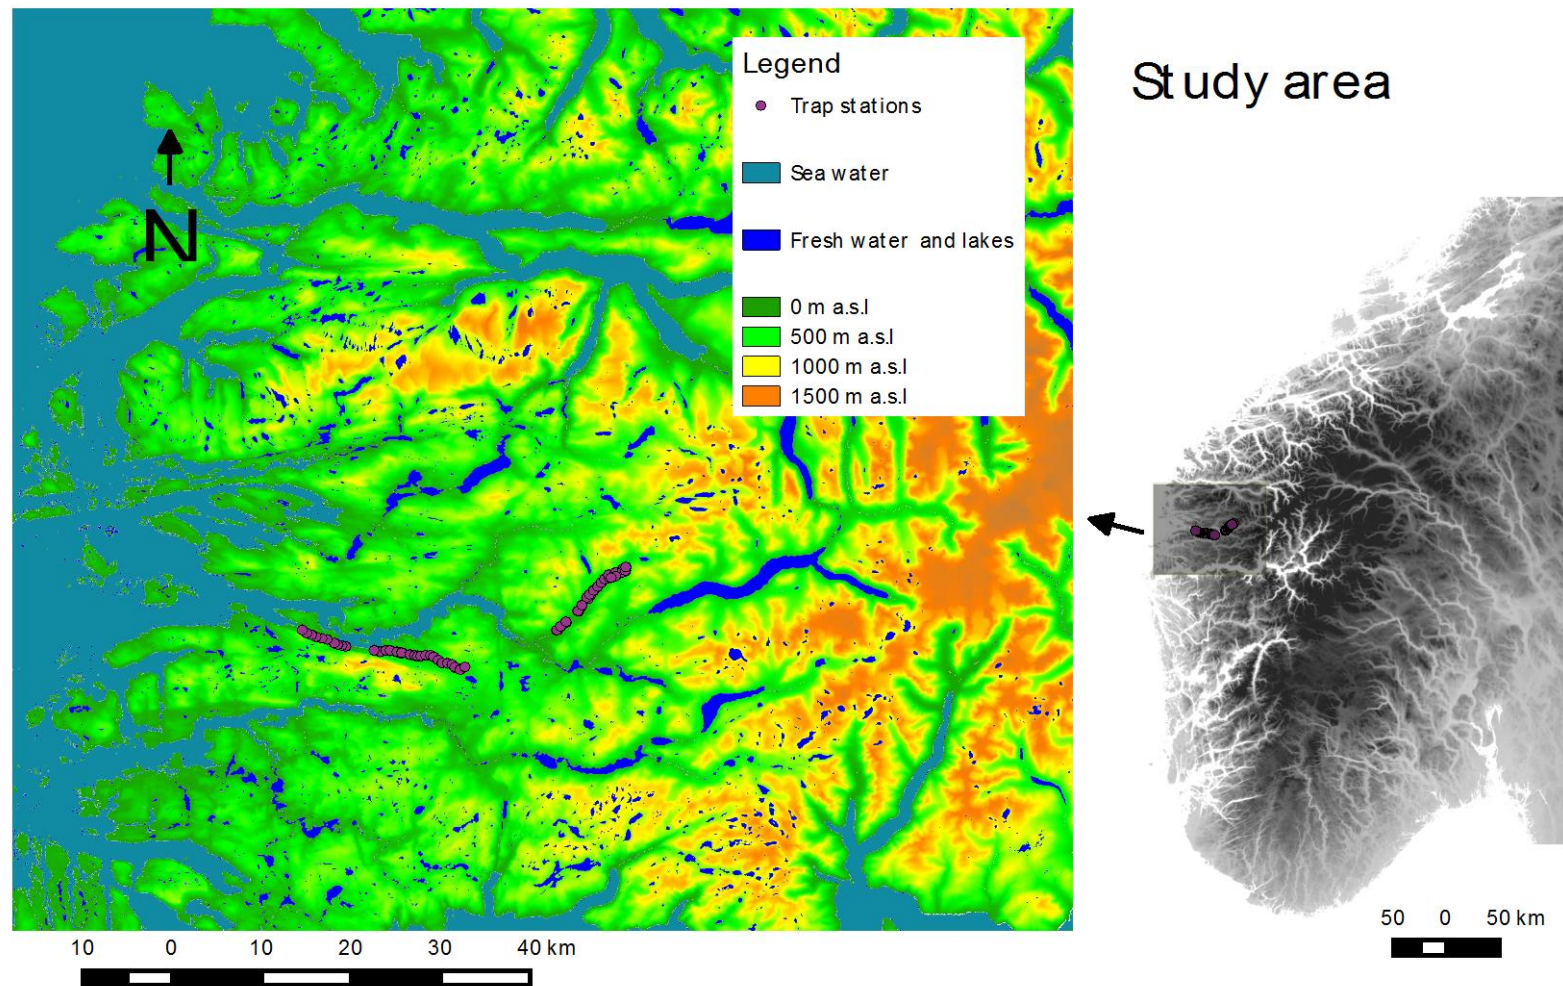 Study area
Legend
Trap stations
Sea water
Fresh water and lakes
0 m a.s.l
500 m a.s.l
1000 m a.s.l
1500 m a.s.l
N
10 0 10 20 30 40 km
50 0 50 km